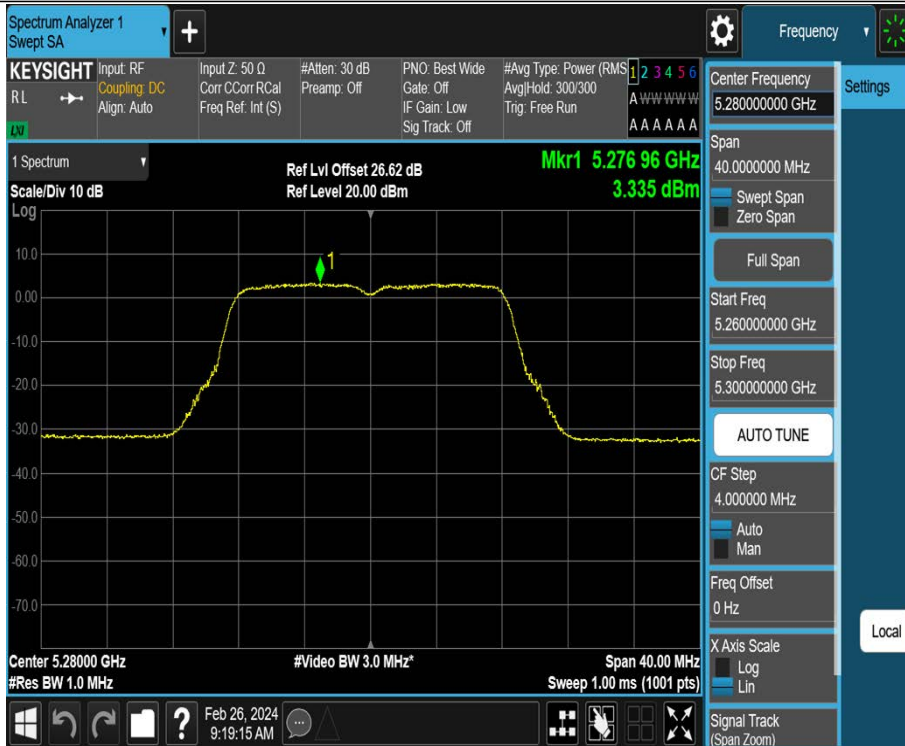 Spectrum Analyzer 1
Swept SA
+
Frequency
KEYSIGHT
RL
LXI
Input: RF
Coupling: DC
Align: Auto
Input Z: 50 Ω
Corr CCorr RCal
Freq Ref: Int (S)
#Atten: 30 dB
Preamp: Off
PNO: Best Wide
Gate: Off
IF Gain: Low
Sig Track: Off
#Avg Type: Power (RMS
Avg|Hold: 300/300
Trig: Free Run
1 2 3 4 5 6
A W W W W W
A A A A A A
1 Spectrum
Scale/Div 10 dB
Ref Lvl Offset 26.62 dB
Ref Level 20.00 dBm
Mkr1 5.276 96 GHz
3.335 dBm
Log
10.0
0.00
-10.0
-20.0
-30.0
-40.0
-50.0
-60.0
-70.0
1
Center 5.28000 GHz
#Res BW 1.0 MHz
#Video BW 3.0 MHz*
Span 40.00 MHz
Sweep 1.00 ms (1001 pts)
Feb 26, 2024
9:19:15 AM
?
Center Frequency
5.280000000 GHz
Span
40.0000000 MHz
Swept Span
Zero Span
Full Span
Start Freq
5.260000000 GHz
Stop Freq
5.300000000 GHz
AUTO TUNE
CF Step
4.000000 MHz
Auto
Man
Freq Offset
0 Hz
X Axis Scale
Log
Lin
Signal Track
(Span Zoom)
Settings
Local